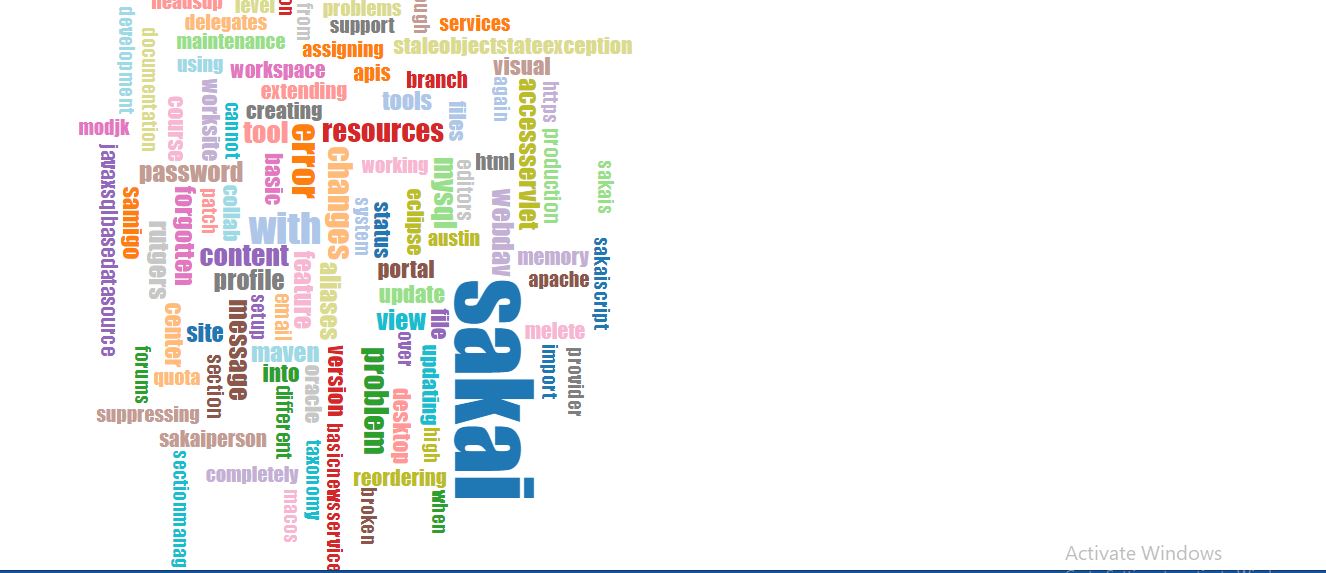 headsup
level
on
from
problems
ough
delegates
support
services
development
documentation
maintenance
assigning
staleobjectstateexception
using
workspace
apis
branch
visual
extending
tools
again
https
course
worksite
cannot
creating
files
accessservlet
modjk
tool
error
resources
production
javaxsqlbasedatasource
password
basic
changes
working
mysql
editors
html
sakais
samigo
forgotten
patch
collab
with
system
status
eclipse
webdav
rutgers
content
austin
memory
sakaiscript
profile
feature
aliases
portal
apache
center
site
message
setup
email
update
sakai
view
file
melete
forums
section
maven
version
over
updating
import
provider
quota
into
oracle
problem
desktop
suppressing
different
high
sakaiperson
taxonomy
basicnewsservice
sectionmanag
completely
reordering
macos
broken
when
Activate Windows